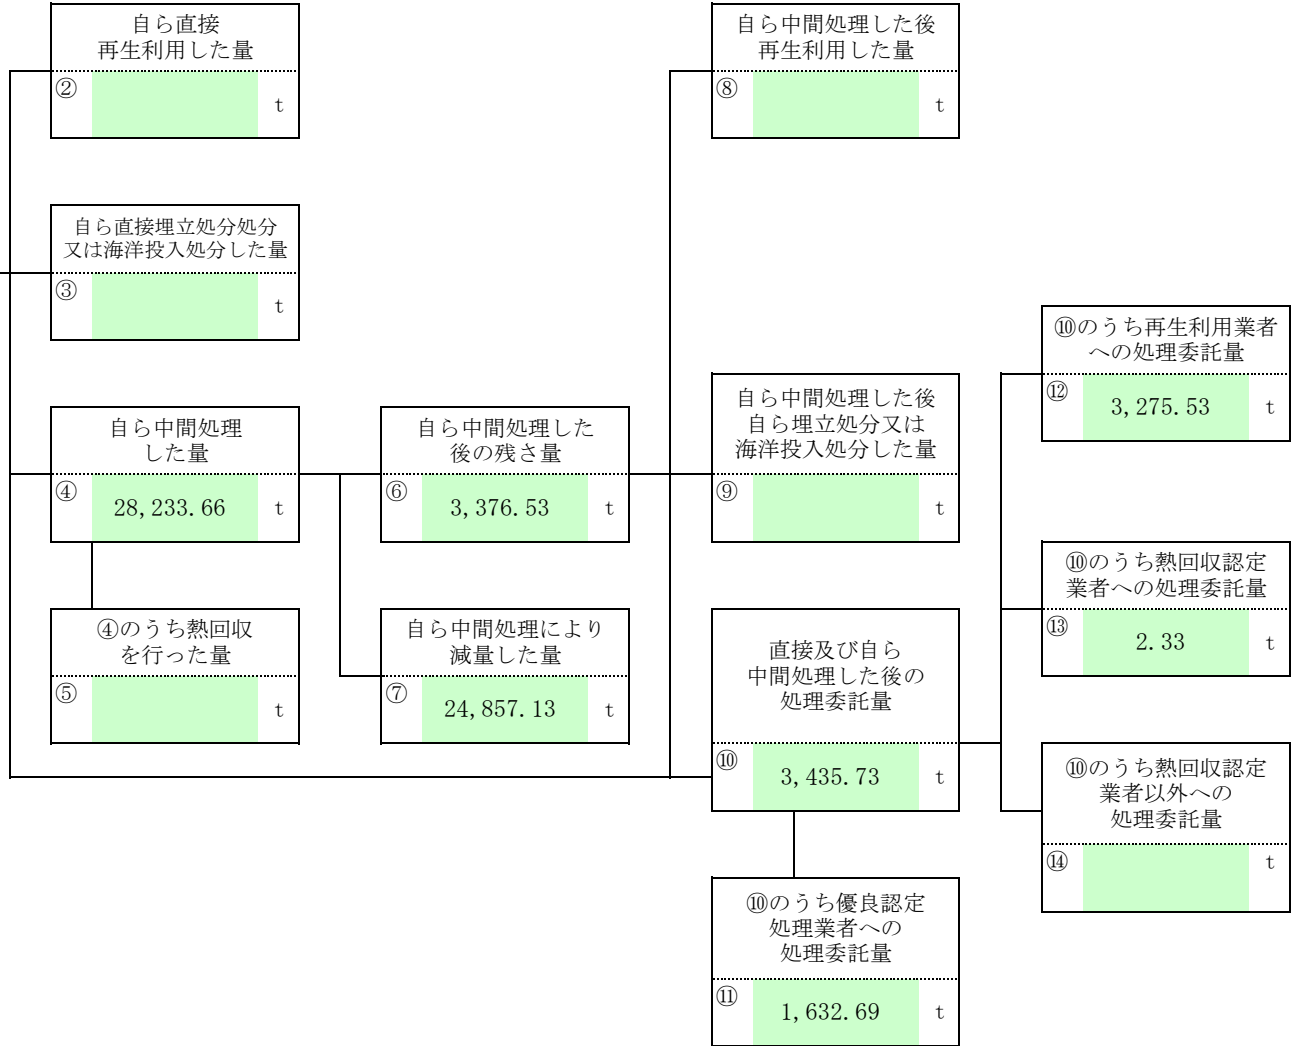 自ら直接
再生利用した量
②
t
自ら中間処理した後
再生利用した量
⑧
t
自ら直接埋立処分処分
又は海洋投入処分した量
③
t
⑩のうち再生利用業者
への処理委託量
⑫
3,275.53
t
自ら中間処理
した量
④
28,233.66
t
自ら中間処理した
後の残さ量
⑥
3,376.53
t
自ら中間処理した後
自ら埋立処分又は
海洋投入処分した量
⑨
t
⑩のうち熱回収認定
業者への処理委託量
⑬
2.33
t
④のうち熱回収
を行った量
⑤
t
自ら中間処理により
減量した量
⑦
24,857.13
t
直接及び自ら
中間処理した後の
処理委託量
⑩
3,435.73
t
⑩のうち熱回収認定
業者以外への
処理委託量
⑭
t
⑩のうち優良認定
処理業者への
処理委託量
⑪
1,632.69
t